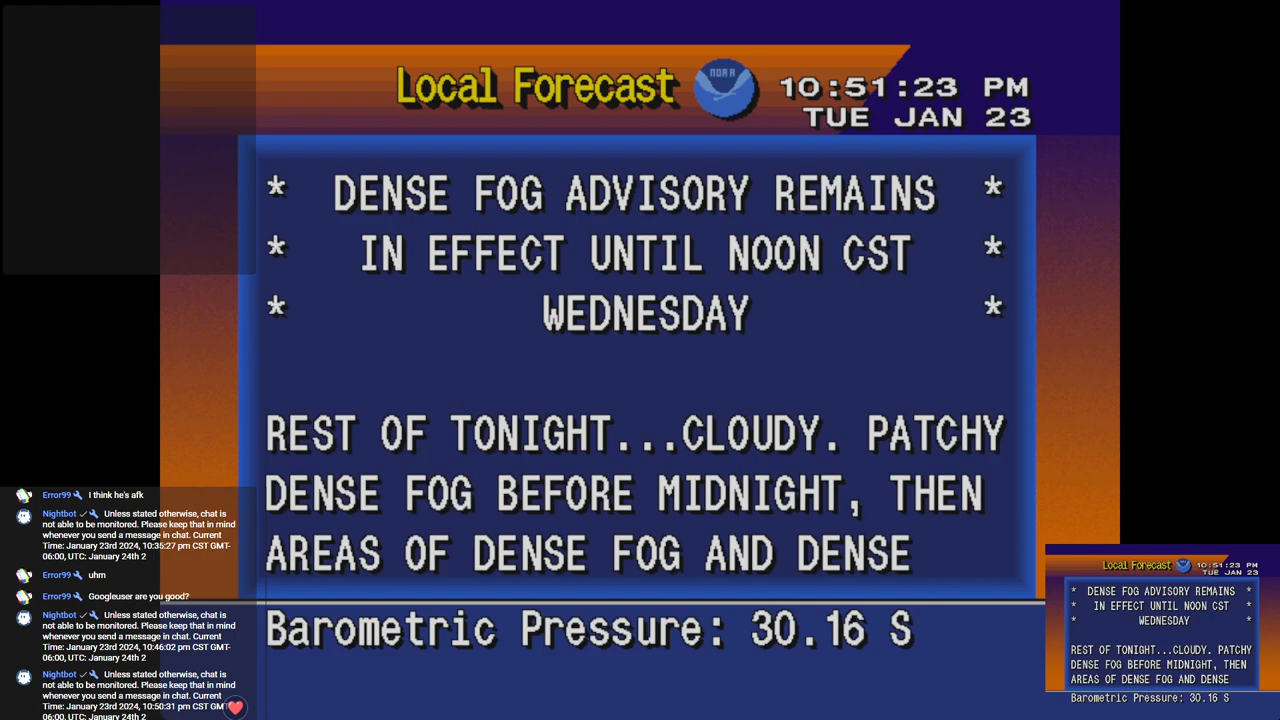 Local Forecast
NOAA
10:51:23 PM
TUE JAN 23
* DENSE FOG ADVISORY REMAINS *
* IN EFFECT UNTIL NOON CST *
* WEDNESDAY *
REST OF TONIGHT...CLOUDY. PATCHY
DENSE FOG BEFORE MIDNIGHT, THEN
AREAS OF DENSE FOG AND DENSE
Barometric Pressure: 30.16 S
Error99 I think he's afk
Nightbot Unless stated otherwise, chat is
not able to be monitored. Please keep that in mind
whenever you send a message in chat. Current
Time: January 23rd 2024, 10:35:27 pm CST GMT-
06:00, UTC: January 24th 2
Error99 uhm
Error99 Googleuser are you good?
Nightbot Unless stated otherwise, chat is
not able to be monitored. Please keep that in mind
whenever you send a message in chat. Current
Time: January 23rd 2024, 10:46:02 pm CST GMT-
06:00, UTC: January 24th 2
Nightbot Unless stated otherwise, chat is
not able to be monitored. Please keep that in mind
whenever you send a message in chat. Current
Time: January 23rd 2024, 10:50:31 pm CST GM
06:00, UTC: January 24th 2
Local Forecast
10:51:23 PM
TUE JAN 23
* DENSE FOG ADVISORY REMAINS *
* IN EFFECT UNTIL NOON CST *
* WEDNESDAY *
REST OF TONIGHT...CLOUDY. PATCHY
DENSE FOG BEFORE MIDNIGHT, THEN
AREAS OF DENSE FOG AND DENSE
Barometric Pressure: 30.16 S